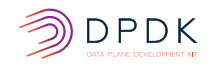 DPDK
DATA PLANE DEVELOPMENT KIT